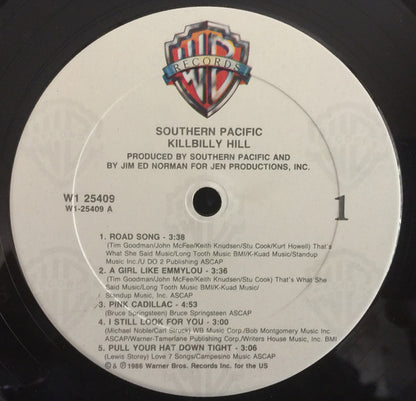 WB
RECORDS
SOUTHERN PACIFIC
KILLBILLY HILL
PRODUCED BY SOUTHERN PACIFIC AND
BY JIM ED NORMAN FOR JEN PRODUCTIONS, INC.
W1 25409
W1-25409 A
1
1. ROAD SONG - 3:38
(Tim Goodman/John McFee/Keith Knudsen/Stu Cook/Kurt Howell) That's
What She Said Music/Long Tooth Music BMI/K-Kuad Music/Standup
Music Inc./U DO 2 Publishing ASCAP
2. A GIRL LIKE EMMYLOU - 3:36
(Tim Goodman/John McFee/Keith Knudsen/Stu Cook) That's What She
Said Music/Long Tooth Music BMI/K-Kuad Music/
Standup Music, Inc. ASCAP
3. PINK CADILLAC - 4:53
(Bruce Springsteen) Bruce Springsteen ASCAP
4. I STILL LOOK FOR YOU - 3:00
(Michael Noble/Carl Struck) WB Music Corp./Bob Montgomery Music Inc
ASCAP/Warner-Tamerlane Publishing Corp./Writers House Music, Inc. BMI
5. PULL YOUR HAT DOWN TIGHT - 3:06
(Lewis Storey) Love 7 Songs/Campesino Music ASCAP
© & ℗ 1986 Warner Bros. Records Inc. for the US